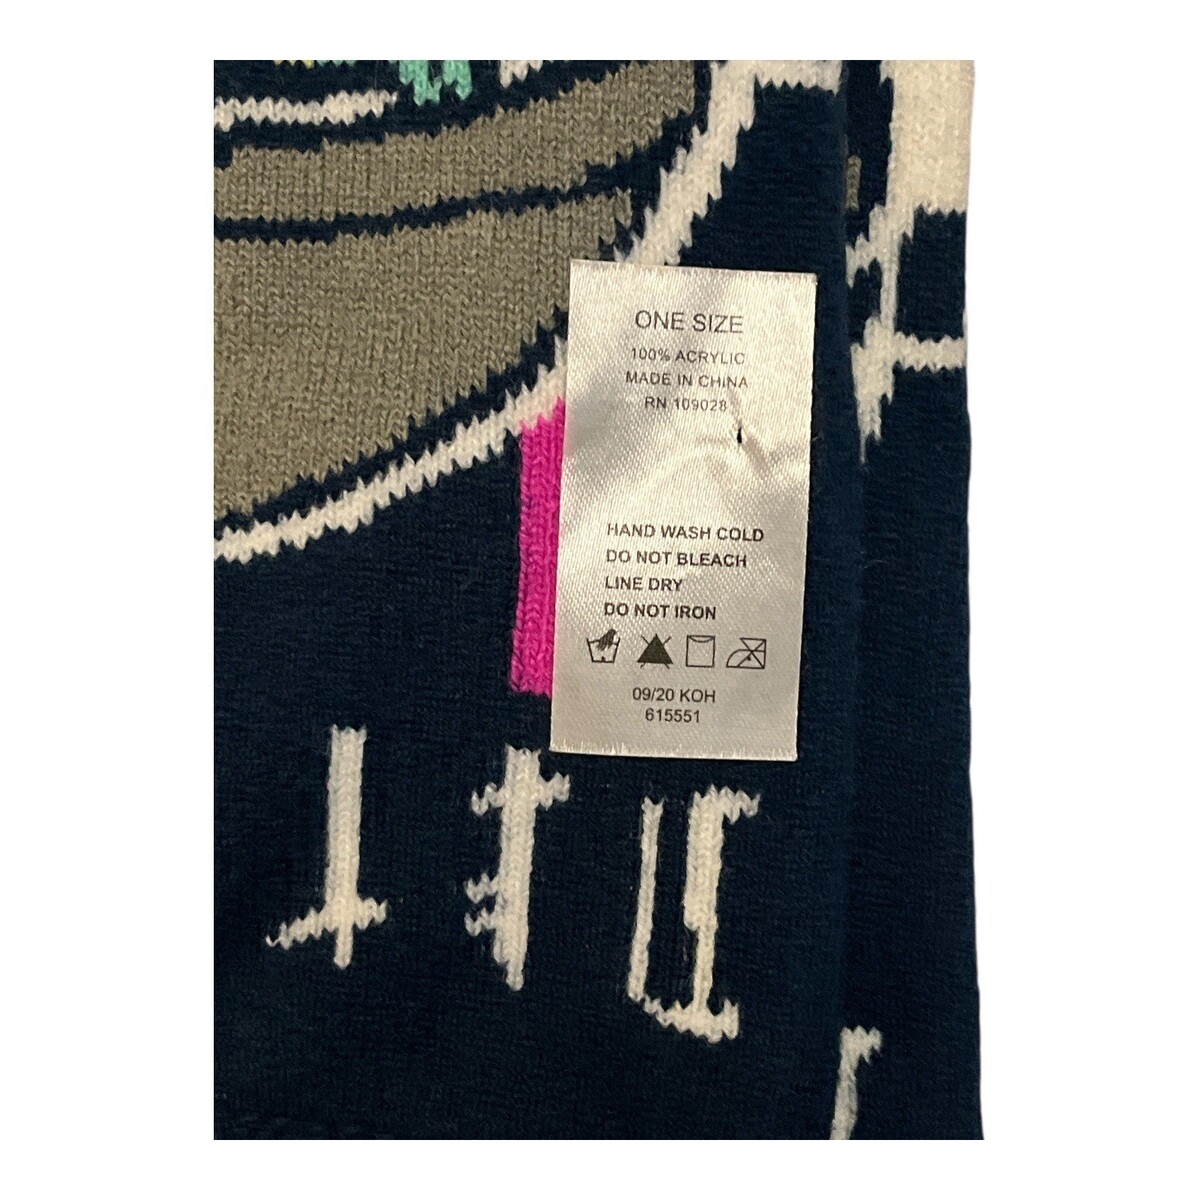 ONE SIZE
100% ACRYLIC
MADE IN CHINA
RN 109028
HAND WASH COLD
DO NOT BLEACH
LINE DRY
DO NOT IRON
09/20 KOH
615551